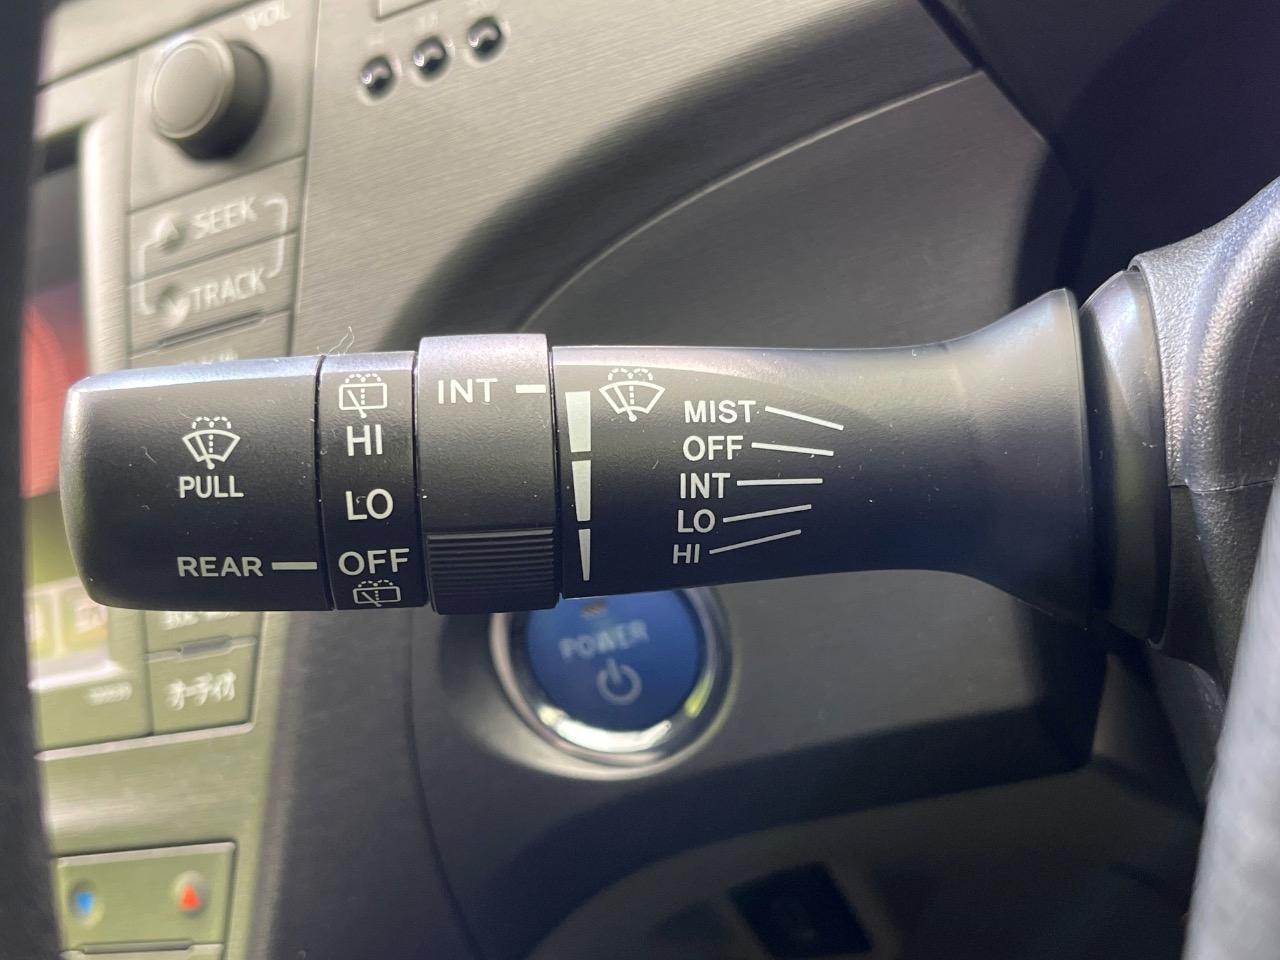 VOL
SEEK
TRACK
PULL
REAR
HI
LO
OFF
INT
MIST
OFF
INT
LO
HI
POWER
オーディオ